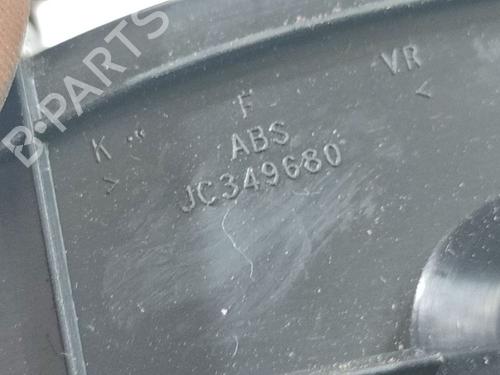 B-PARTS
K F VR
> ABS <
JC349680